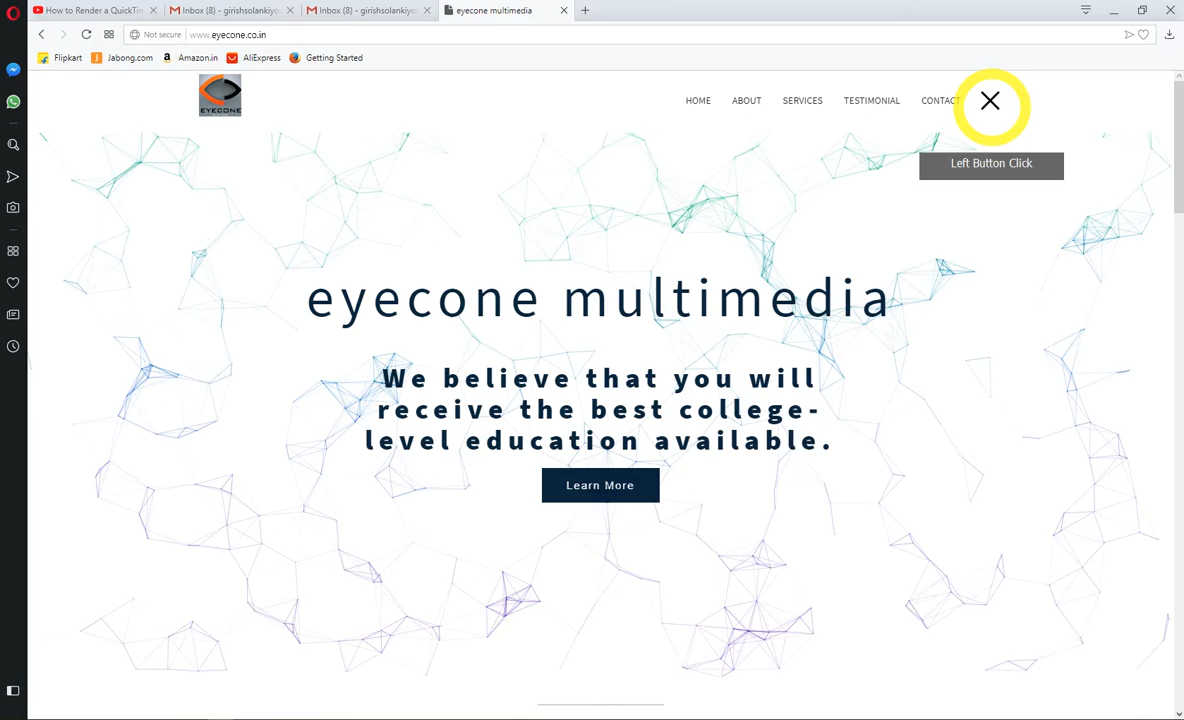 How to Render a QuickTim
Inbox (8) - girishsolankiyo
Inbox (8) - girishsolankiyo
eyecone multimedia
Not secure
www.eyecone.co.in
Flipkart
Jabong.com
Amazon.in
AliExpress
Getting Started
EYECONE
HOME
ABOUT
SERVICES
TESTIMONIAL
CONTACT
Left Button Click
eyecone multimedia
We believe that you will
receive the best college-
level education available.
Learn More